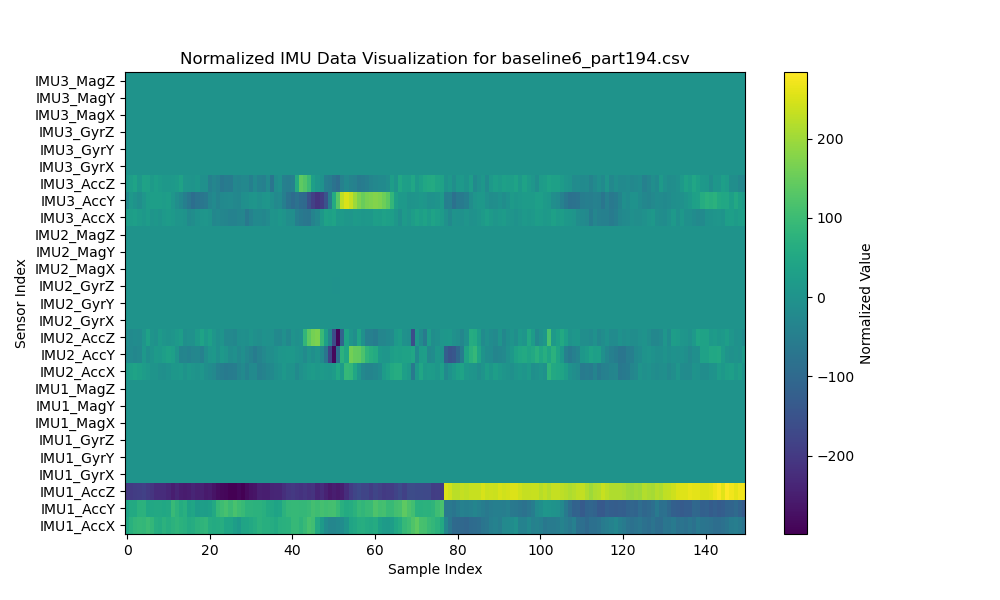 Normalized IMU Data Visualization for baseline6_part194.csv
IMU3_MagZ
IMU3_MagY
IMU3_MagX
IMU3_GyrZ
IMU3_GyrY
IMU3_GyrX
IMU3_AccZ
IMU3_AccY
IMU3_AccX
IMU2_MagZ
IMU2_MagY
IMU2_MagX
IMU2_GyrZ
IMU2_GyrY
IMU2_GyrX
IMU2_AccZ
IMU2_AccY
IMU2_AccX
IMU1_MagZ
IMU1_MagY
IMU1_MagX
IMU1_GyrZ
IMU1_GyrY
IMU1_GyrX
IMU1_AccZ
IMU1_AccY
IMU1_AccX
Sensor Index
0 20 40 60 80 100 120 140
Sample Index
200
100
0
−100
−200
Normalized Value